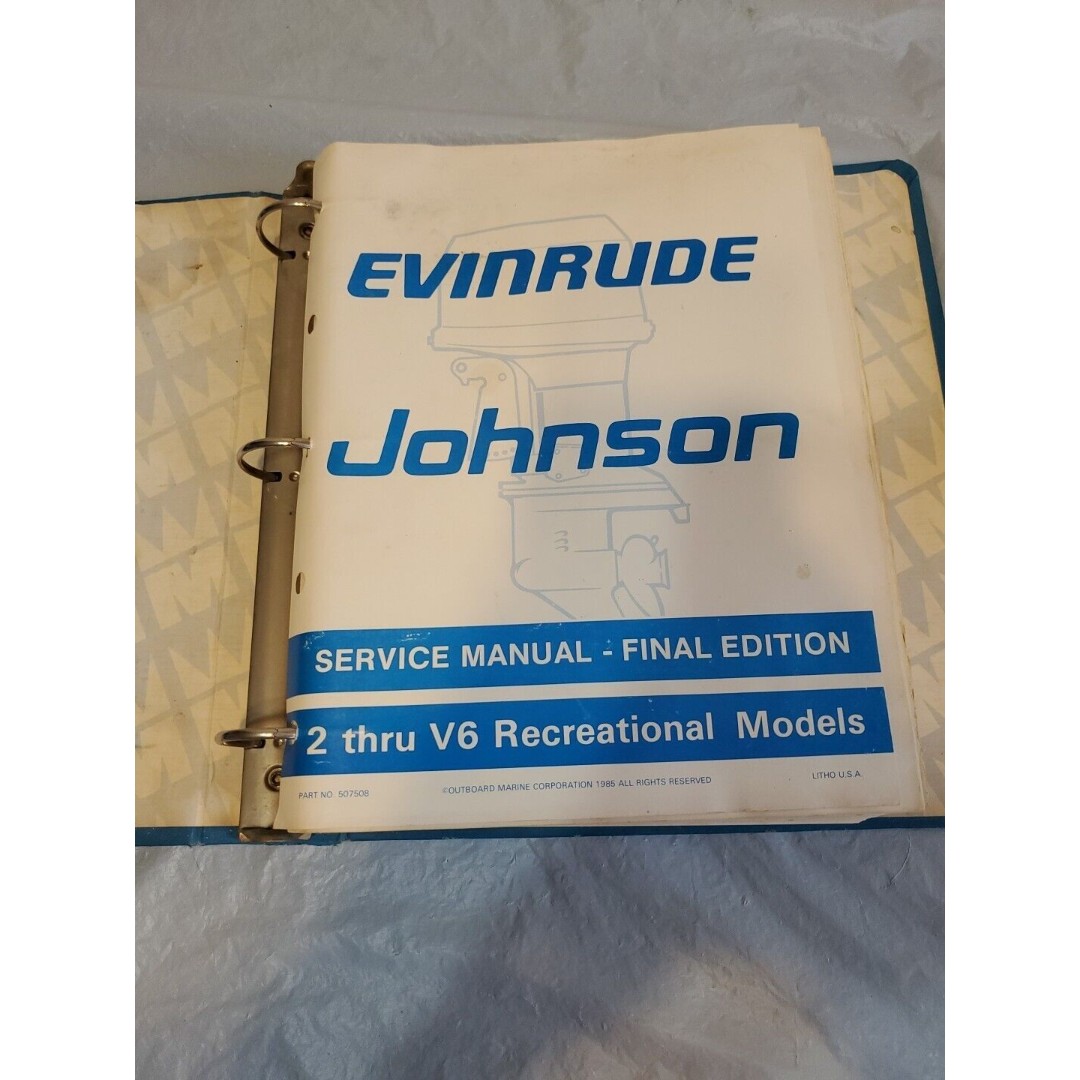 EVINRUDE
Johnson
SERVICE MANUAL - FINAL EDITION
2 thru V6 Recreational Models
PART NO. 507508
©OUTBOARD MARINE CORPORATION 1985 ALL RIGHTS RESERVED
LITHO U.S.A.